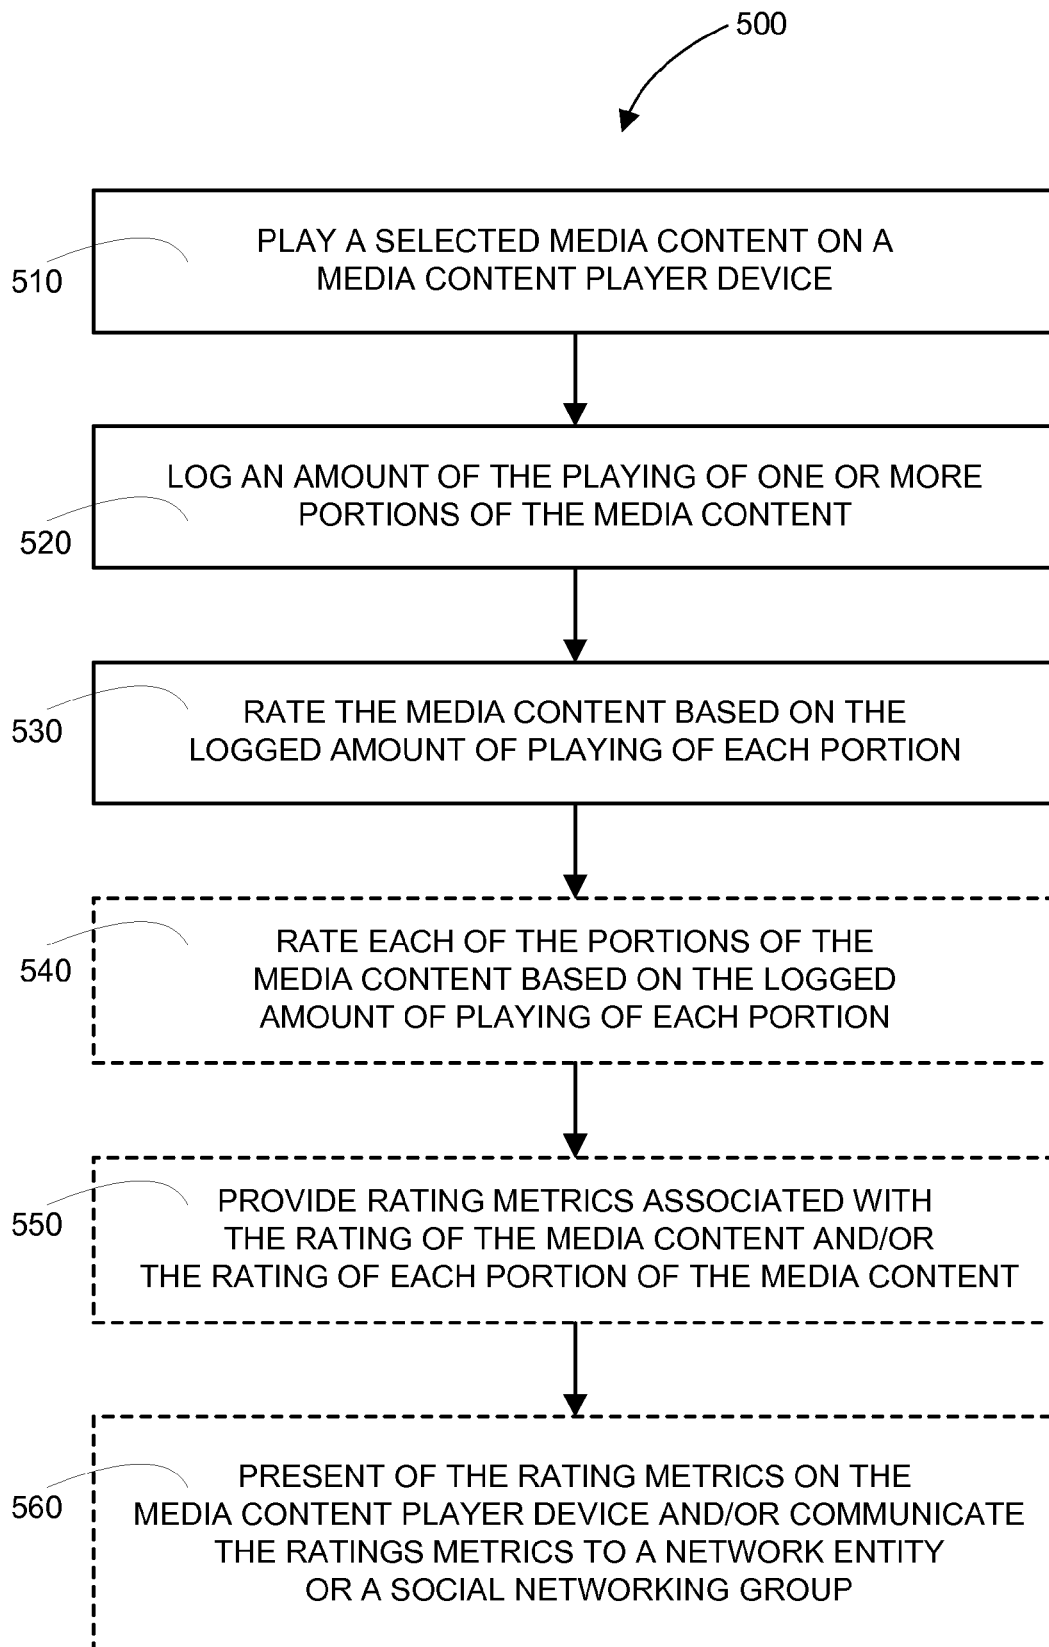 500
510
PLAY A SELECTED MEDIA CONTENT ON A
MEDIA CONTENT PLAYER DEVICE
520
LOG AN AMOUNT OF THE PLAYING OF ONE OR MORE
PORTIONS OF THE MEDIA CONTENT
530
RATE THE MEDIA CONTENT BASED ON THE
LOGGED AMOUNT OF PLAYING OF EACH PORTION
540
RATE EACH OF THE PORTIONS OF THE
MEDIA CONTENT BASED ON THE LOGGED
AMOUNT OF PLAYING OF EACH PORTION
550
PROVIDE RATING METRICS ASSOCIATED WITH
THE RATING OF THE MEDIA CONTENT AND/OR
THE RATING OF EACH PORTION OF THE MEDIA CONTENT
560
PRESENT OF THE RATING METRICS ON THE
MEDIA CONTENT PLAYER DEVICE AND/OR COMMUNICATE
THE RATINGS METRICS TO A NETWORK ENTITY
OR A SOCIAL NETWORKING GROUP